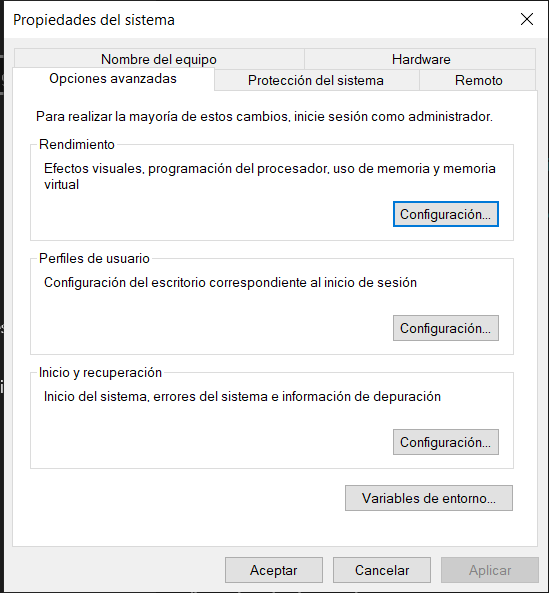 Propiedades del sistema
Nombre del equipo
Hardware
Opciones avanzadas
Protección del sistema
Remoto
Para realizar la mayoría de estos cambios, inicie sesión como administrador.
Rendimiento
Efectos visuales, programación del procesador, uso de memoria y memoria
virtual
Configuración...
Perfiles de usuario
Configuración del escritorio correspondiente al inicio de sesión
Configuración...
Inicio y recuperación
Inicio del sistema, errores del sistema e información de depuración
Configuración...
Variables de entorno...
Aceptar
Cancelar
Aplicar